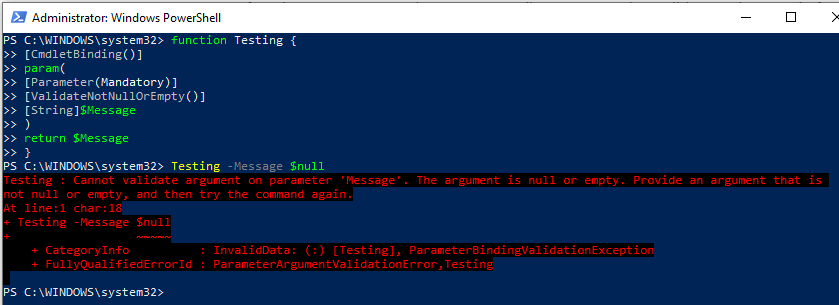 Administrator: Windows PowerShell
PS C:\WINDOWS\system32> function Testing {
>> [CmdletBinding()]
>> param(
>> [Parameter(Mandatory)]
>> [ValidateNotNullOrEmpty()]
>> [String]$Message
>> )
>> return $Message
>> }
PS C:\WINDOWS\system32> Testing -Message $null
Testing : Cannot validate argument on parameter 'Message'. The argument is null or empty. Provide an argument that is
not null or empty, and then try the command again.
At line:1 char:18
+ Testing -Message $null
+                  ~~~~~
    + CategoryInfo          : InvalidData: (:) [Testing], ParameterBindingValidationException
    + FullyQualifiedErrorId : ParameterArgumentValidationError,Testing
PS C:\WINDOWS\system32>